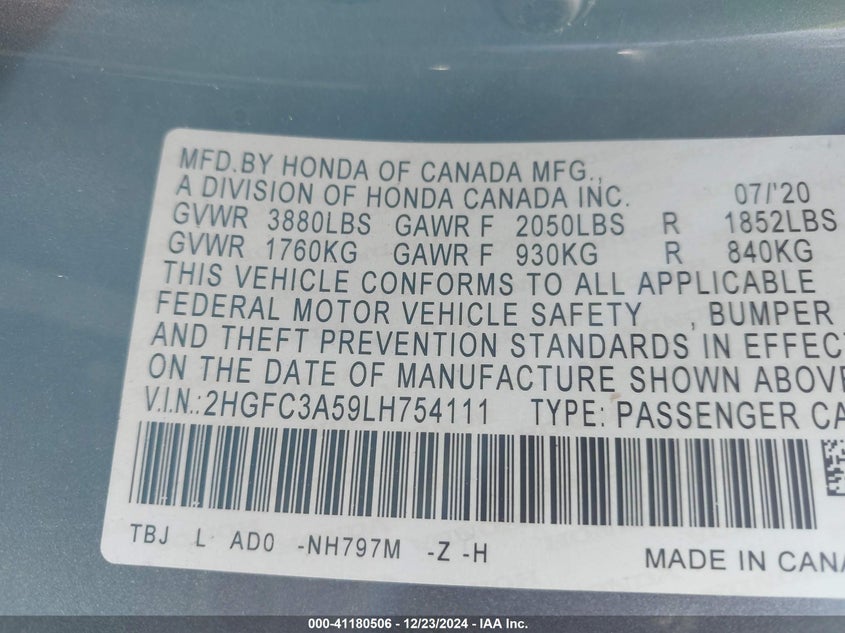 MFD.BY HONDA OF CANADA MFG.,
A DIVISION OF HONDA CANADA INC. 07/'20
GVWR 3880LBS GAWR F 2050LBS R 1852LBS
GVWR 1760KG GAWR F 930KG R 840KG
THIS VEHICLE CONFORMS TO ALL APPLICABLE
FEDERAL MOTOR VEHICLE SAFETY , BUMPER
AND THEFT PREVENTION STANDARDS IN EFFECT
ON THE DATE OF MANUFACTURE SHOWN ABOVE
V.I.N.: 2HGFC3A59LH754111 TYPE: PASSENGER CA
TBJ L AD0 -NH797M -Z -H
MADE IN CANA
000-41180506 - 12/23/2024 - IAA Inc.